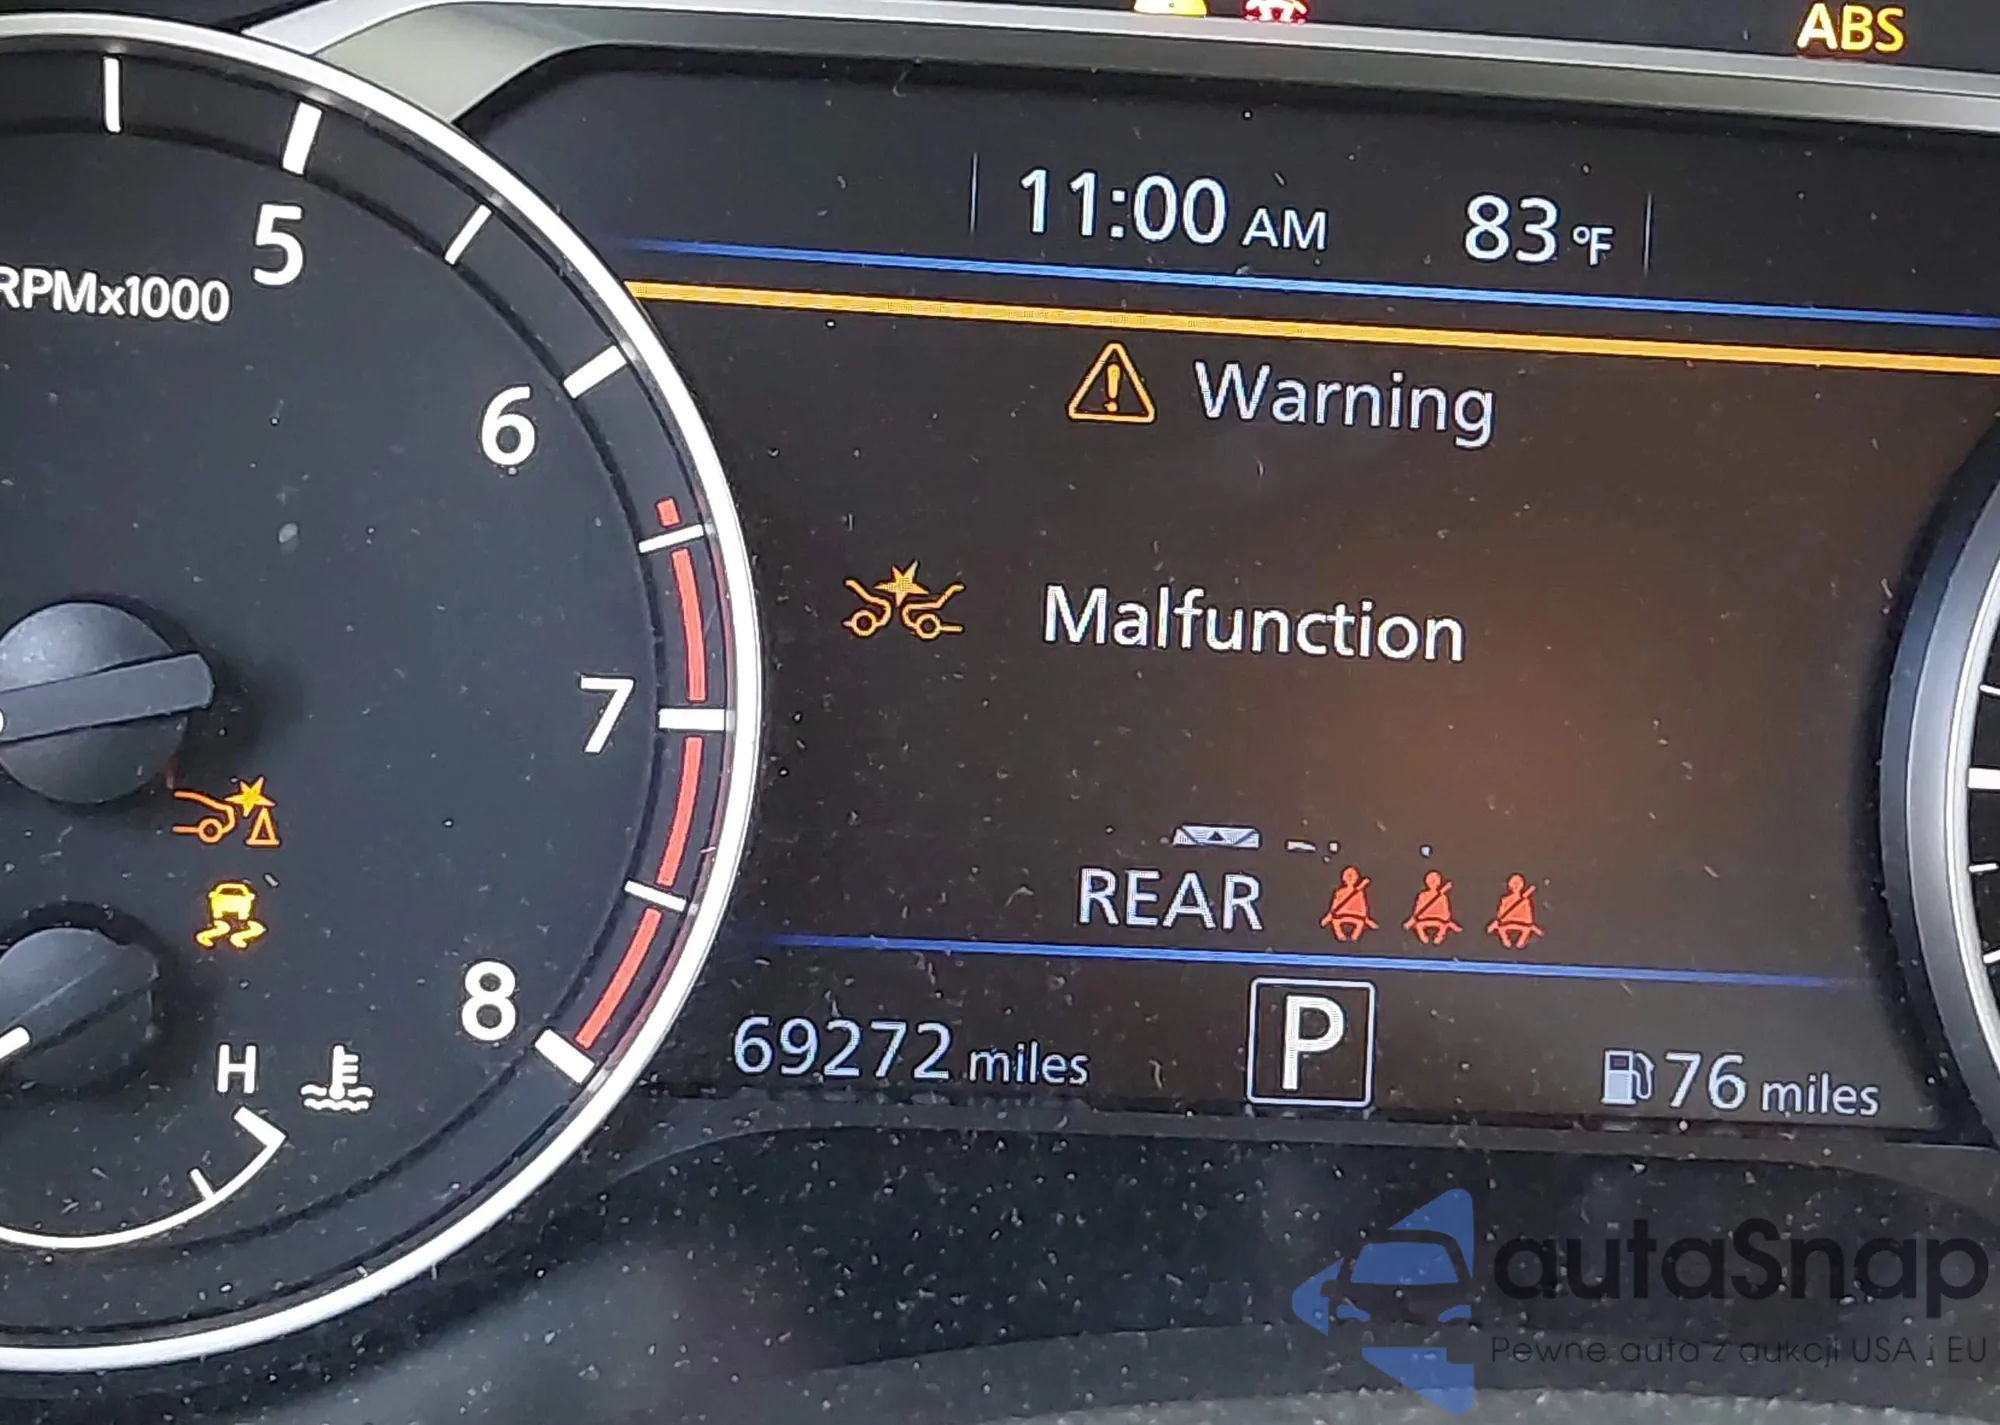 ABS
11:00 AM 83 °F
5
RPMx1000
Warning
6
Malfunction
7
REAR
8
H
69272 miles P 76 miles
autaSnap
Pewne auta z aukcji USA i EU